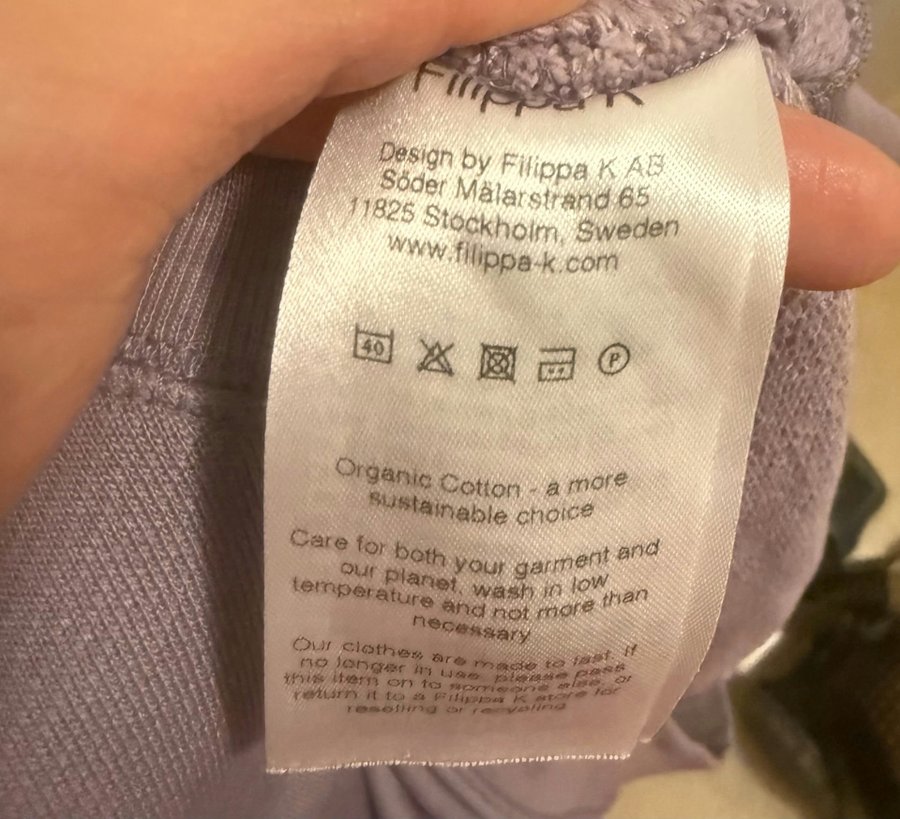 Filippa K
Design by Filippa K AB
Söder Mälarstrand 65
11825 Stockholm, Sweden
www.filippa-k.com
40
P
Organic Cotton - a more
sustainable choice
Care for both your garment and
our planet, wash in low
temperature and not more than
necessary
Our clothes are made to last. If
no longer in use, please pass
this item on to someone else, or
return it to a Filippa K store for
reselling or recycling